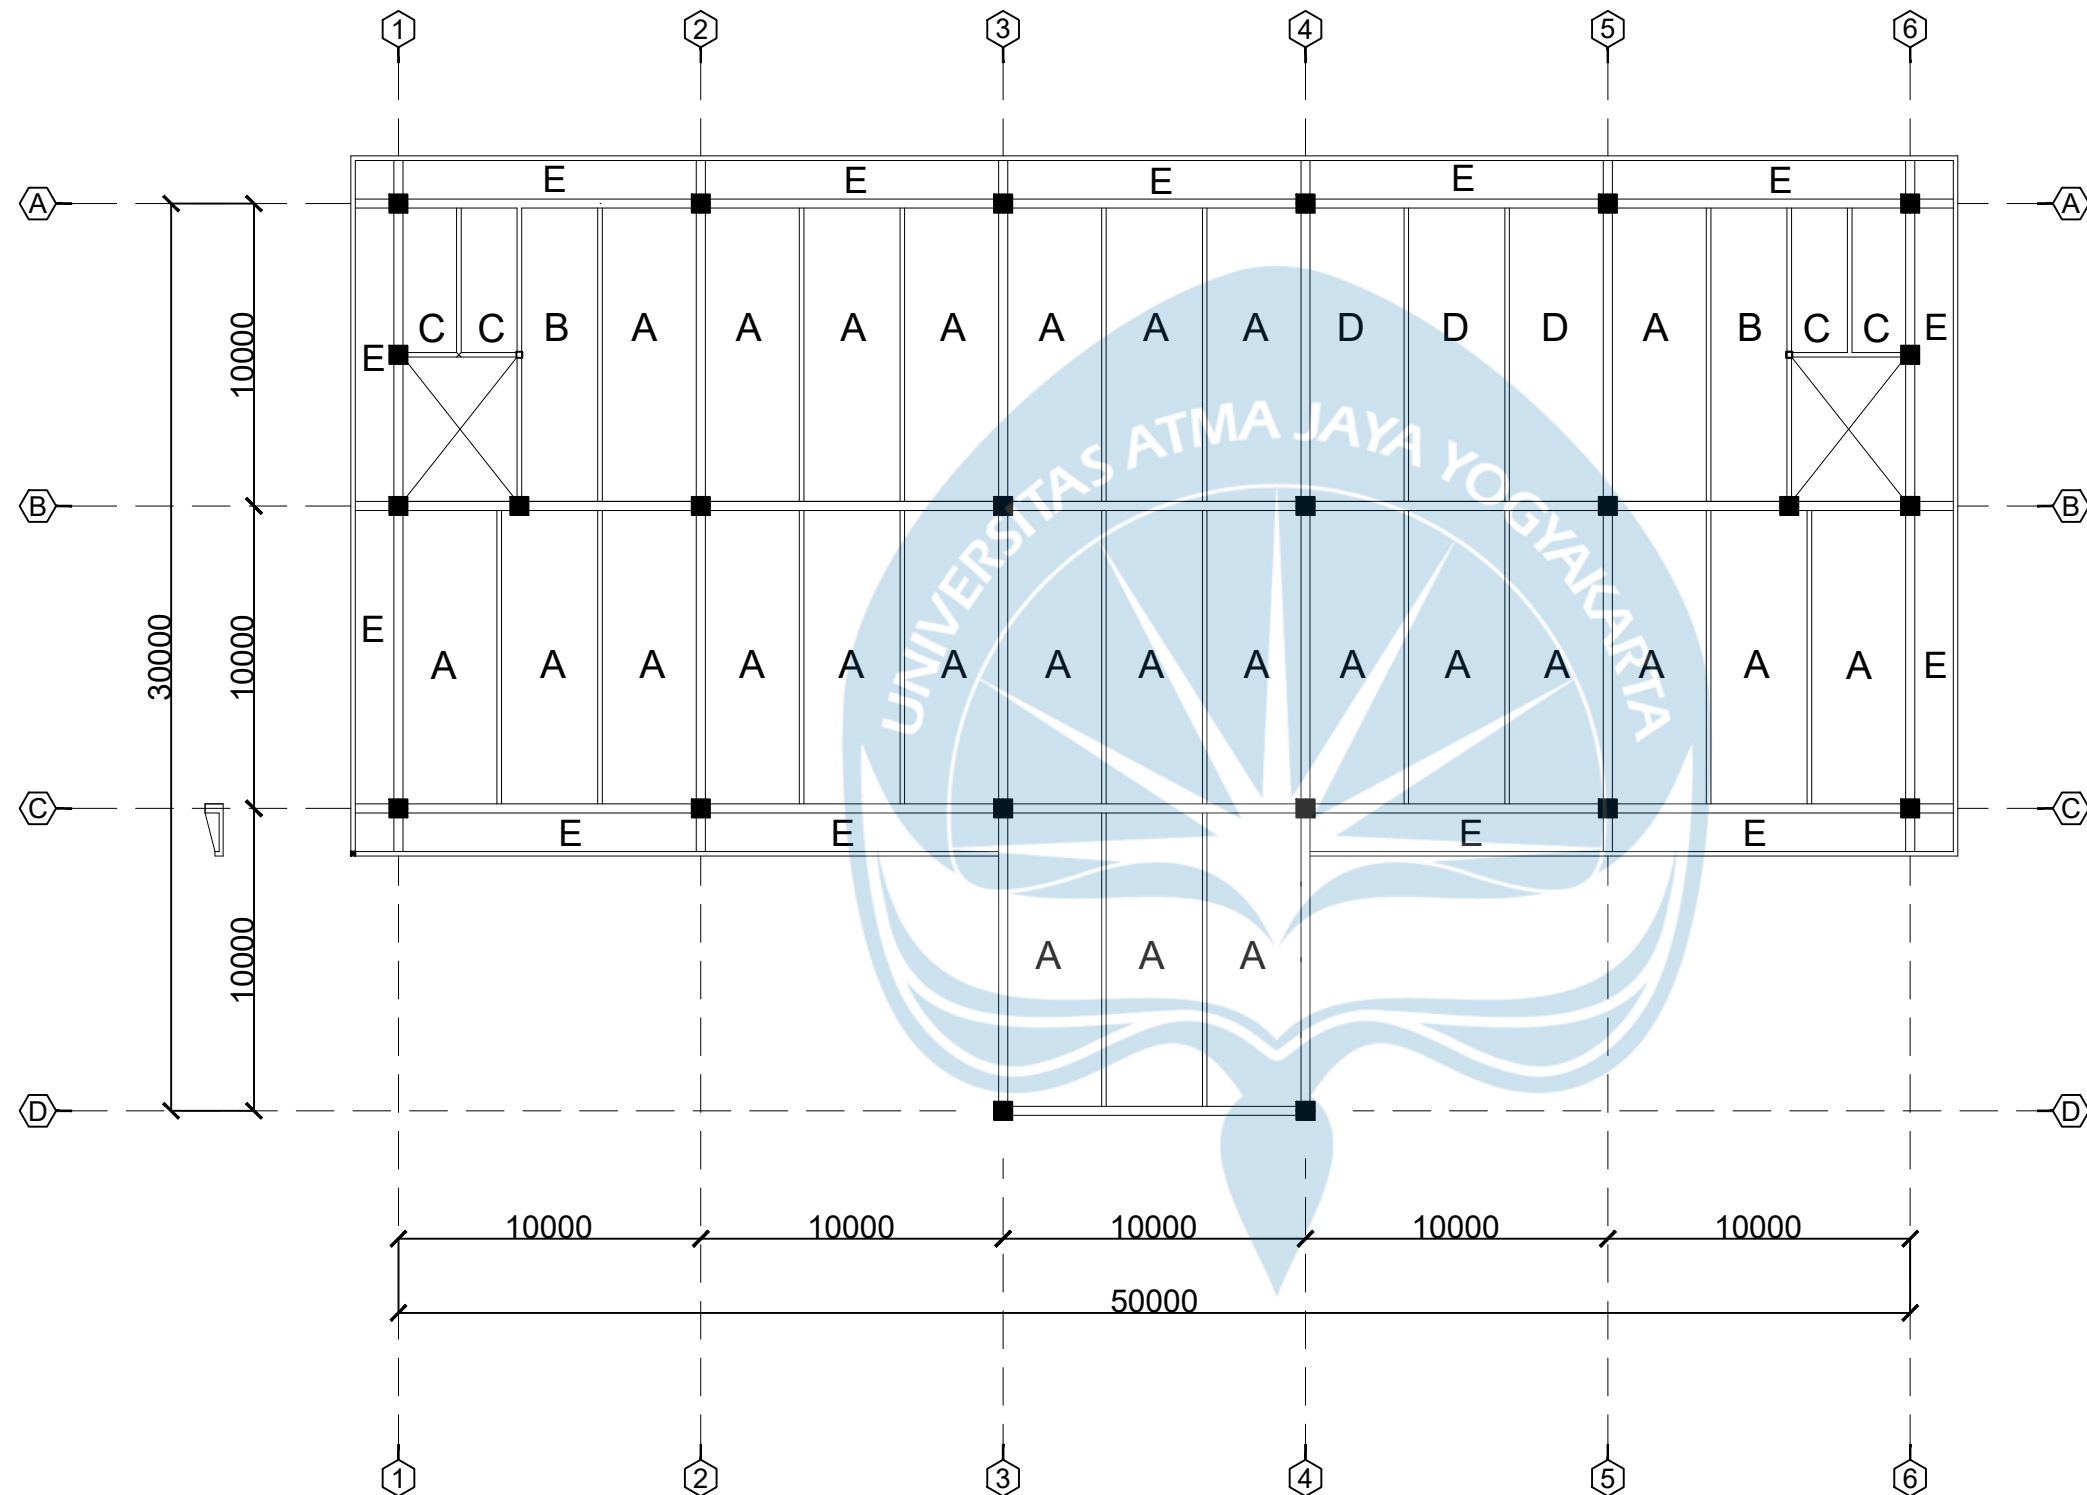 1 2 3 4 5 6
E E E E E
A A
C C B A A A A A A A D D D A B C C E
E
10000
UNIVERSITAS ATMA JAYA YOGYAKARTA
B B
E
30000
10000
A A A A A A A A A A A A A A A E
C C
E E E E
10000
A A A
D D
10000 10000 10000 10000 10000
50000
1 2 3 4 5 6